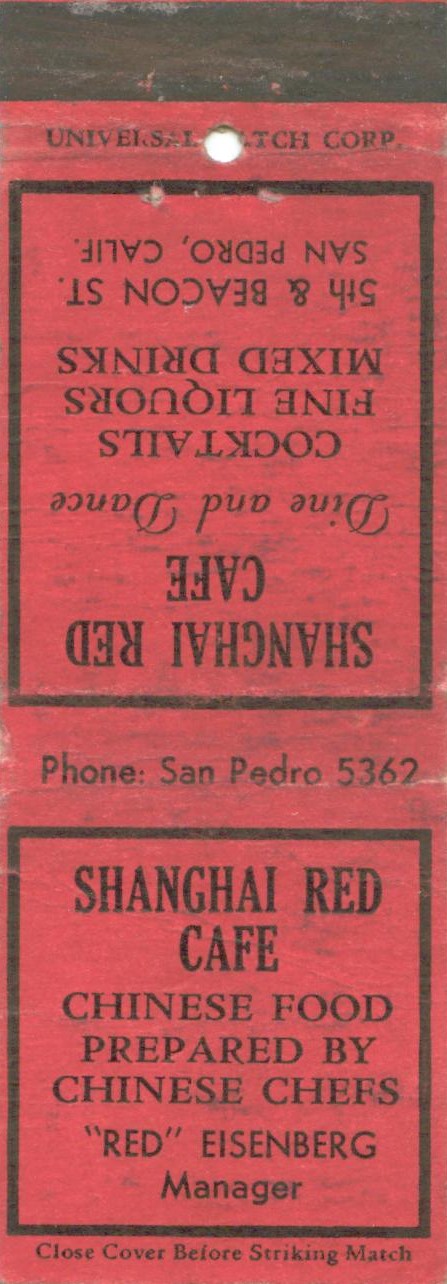 UNIVERSAL MATCH CORP.
SHANGHAI RED
CAFE
Dine and Dance
COCKTAILS
FINE LIQUORS
MIXED DRINKS
5th & BEACON ST.
SAN PEDRO, CALIF.
Phone: San Pedro 5362
SHANGHAI RED
CAFE
CHINESE FOOD
PREPARED BY
CHINESE CHEFS
"RED" EISENBERG
Manager
Close Cover Before Striking Match